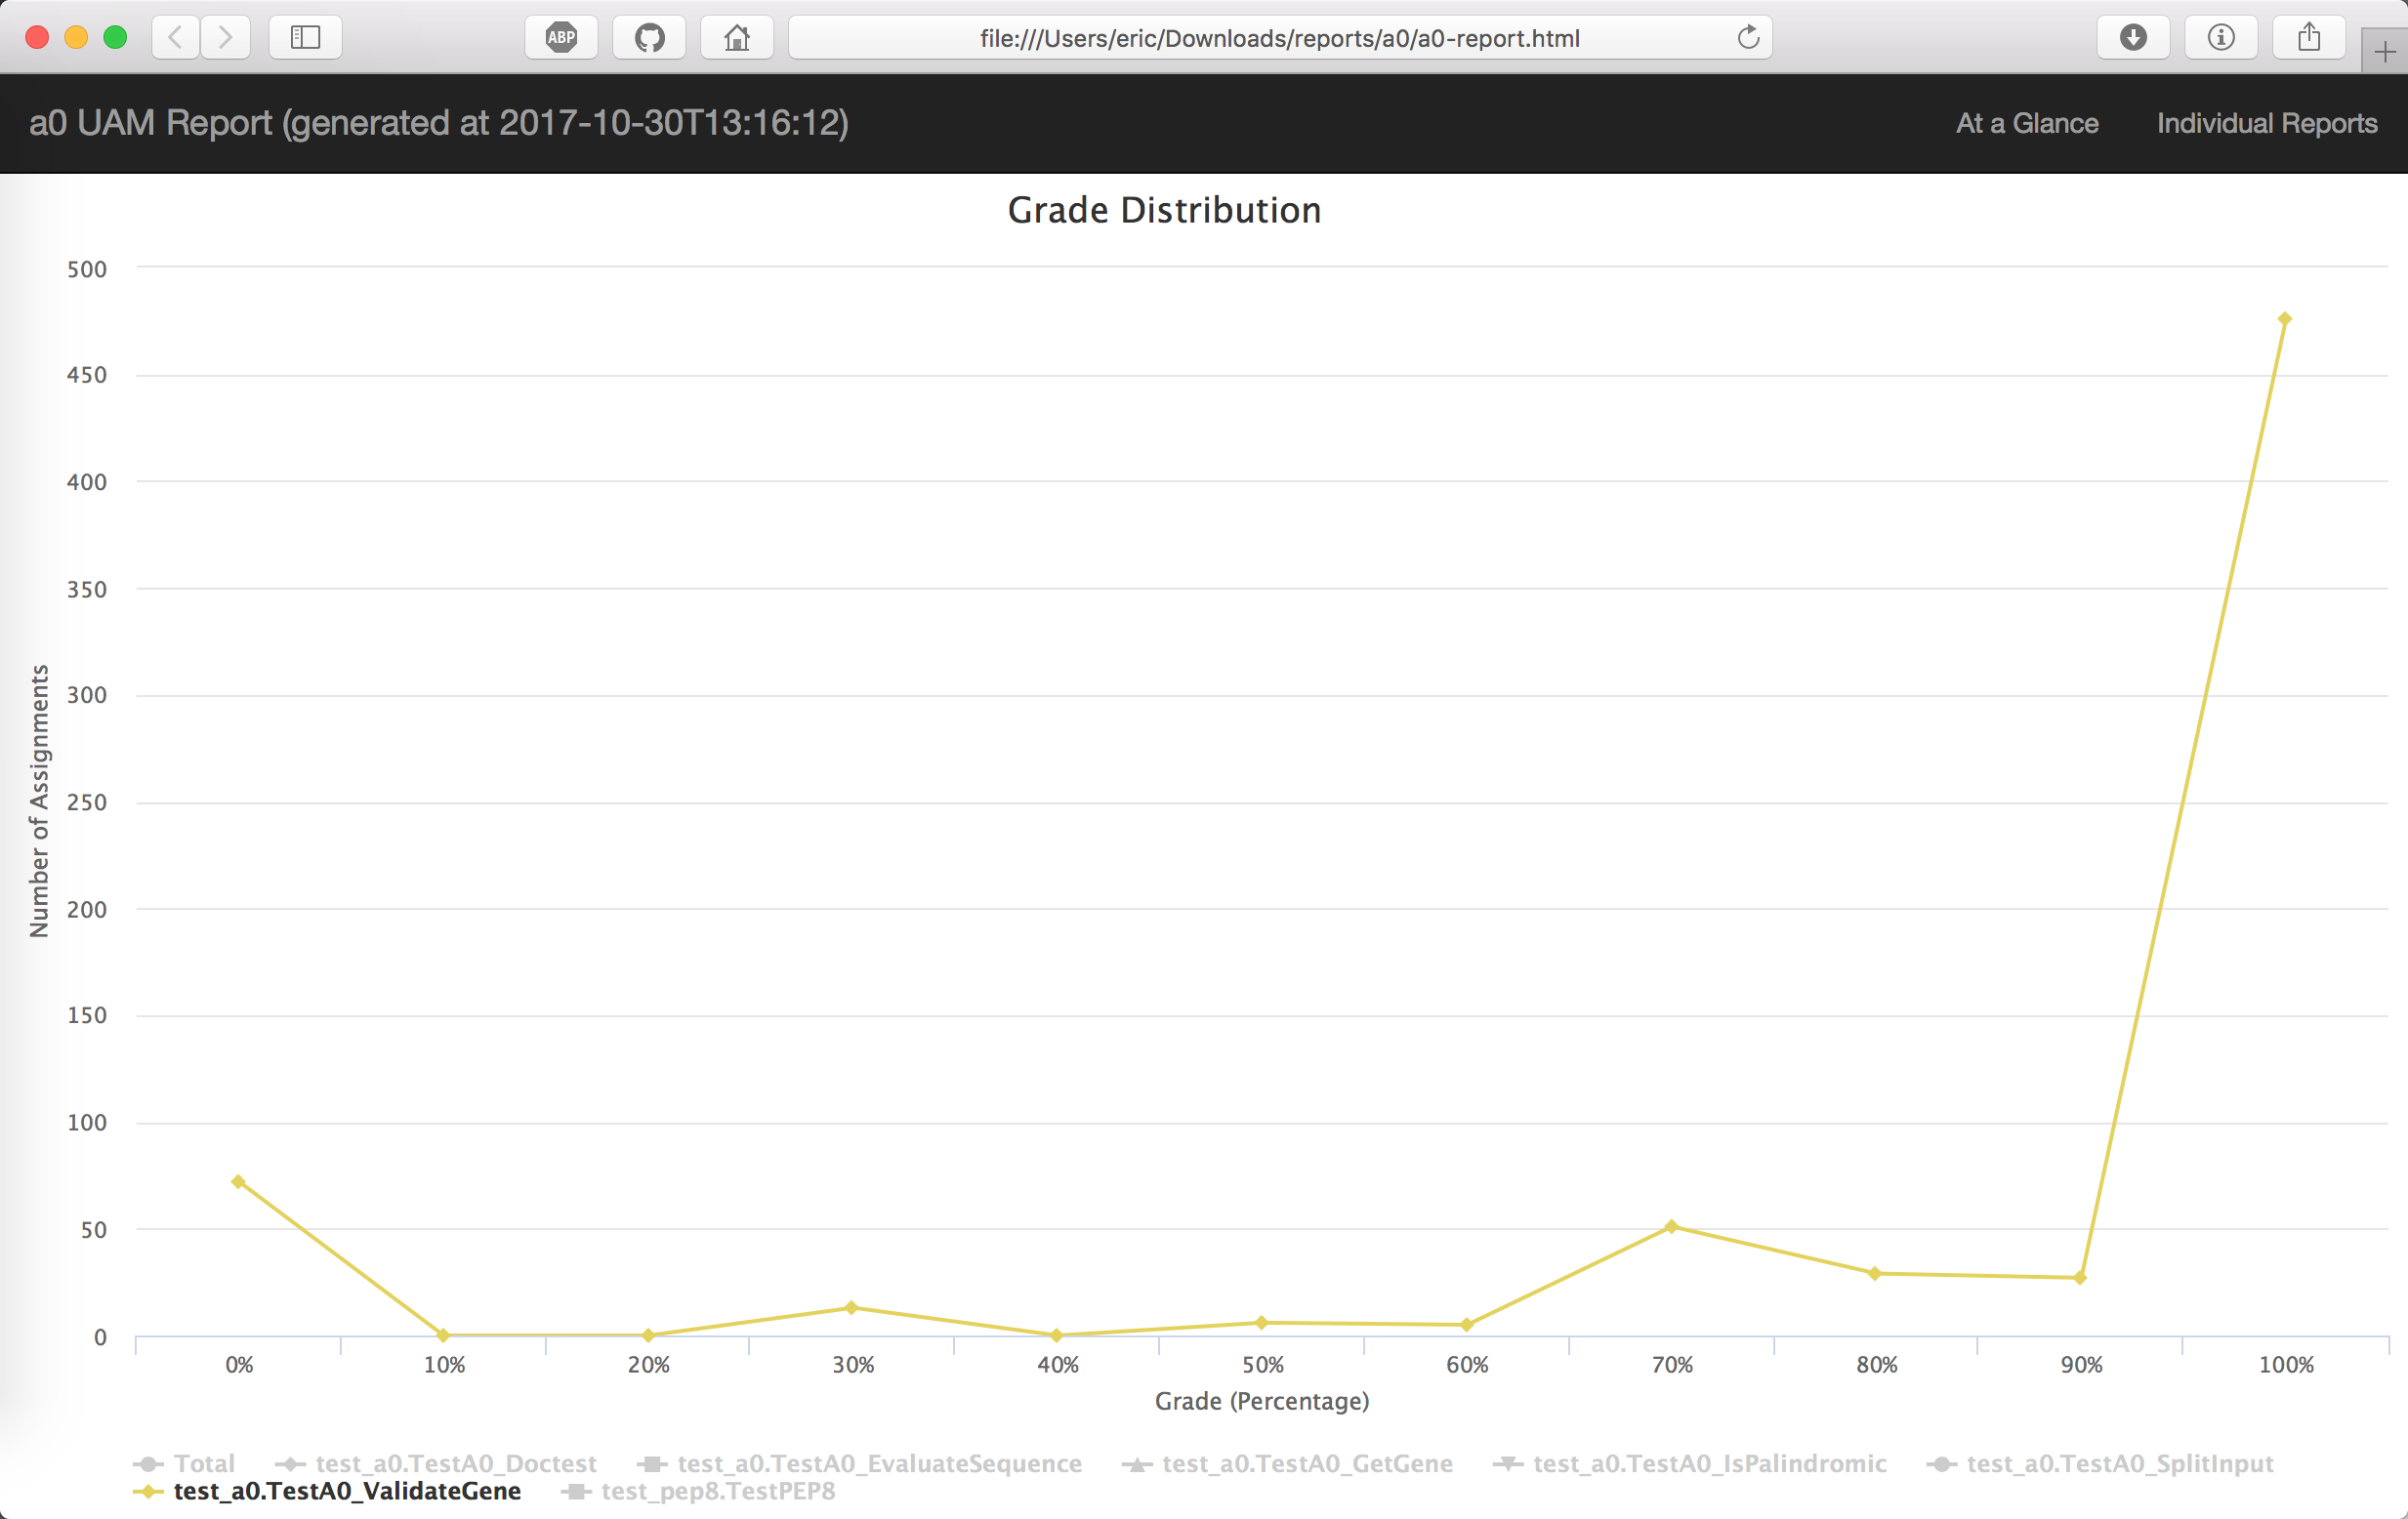 ABP
file:///Users/eric/Downloads/reports/a0/a0-report.html
a0 UAM Report (generated at 2017-10-30T13:16:12)
At a Glance
Individual Reports
Grade Distribution
500
450
400
350
300
250
200
150
100
50
0
Number of Assignments
0% 10% 20% 30% 40% 50% 60% 70% 80% 90% 100%
Grade (Percentage)
Total test_a0.TestA0_Doctest test_a0.TestA0_EvaluateSequence test_a0.TestA0_GetGene test_a0.TestA0_IsPalindromic test_a0.TestA0_SplitInput
test_a0.TestA0_ValidateGene test_pep8.TestPEP8